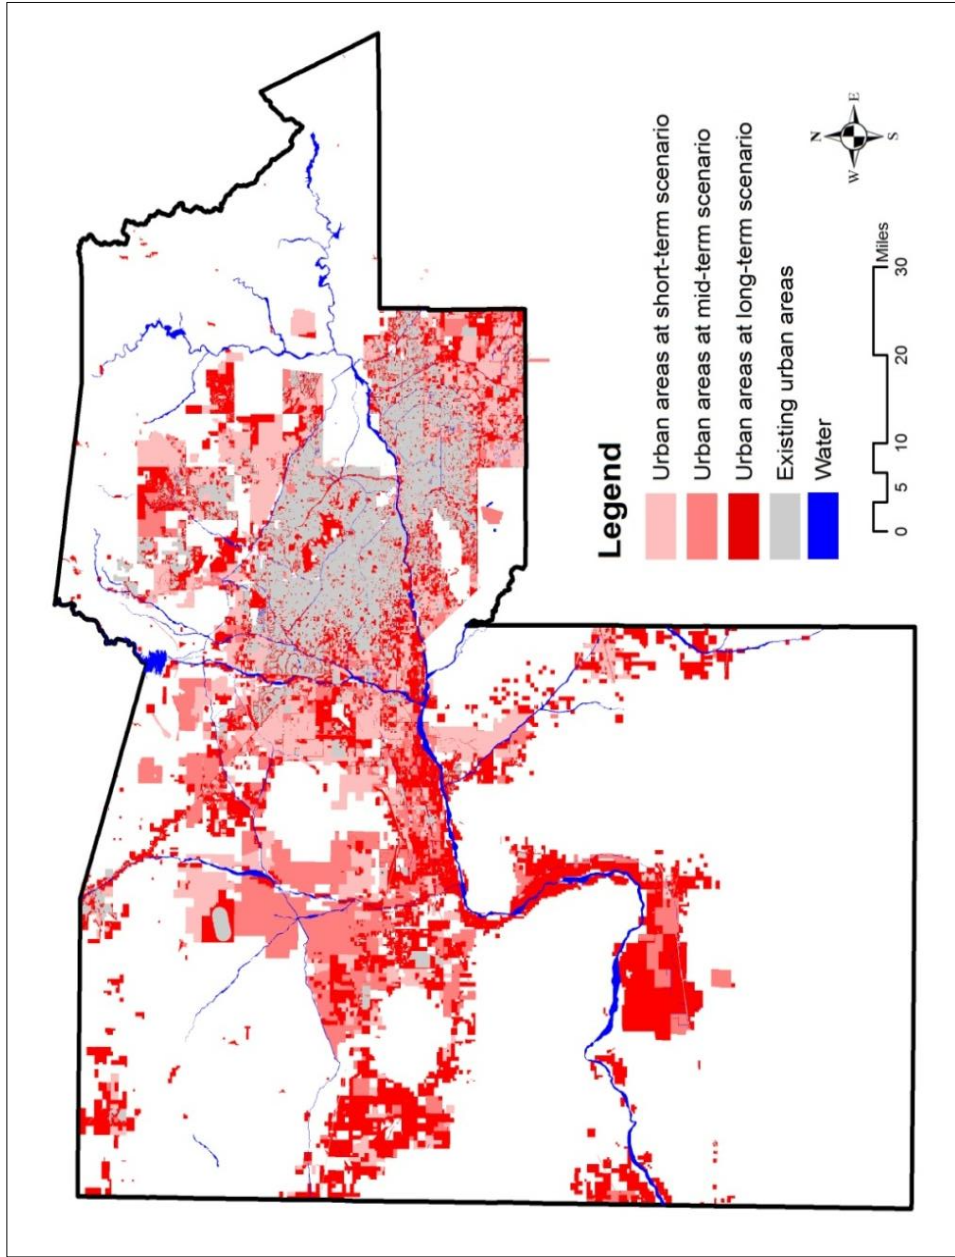 Legend
Urban areas at short-term scenario
Urban areas at mid-term scenario
Urban areas at long-term scenario
Existing urban areas
Water
N
W E
S
0 5 10 20 30
Miles